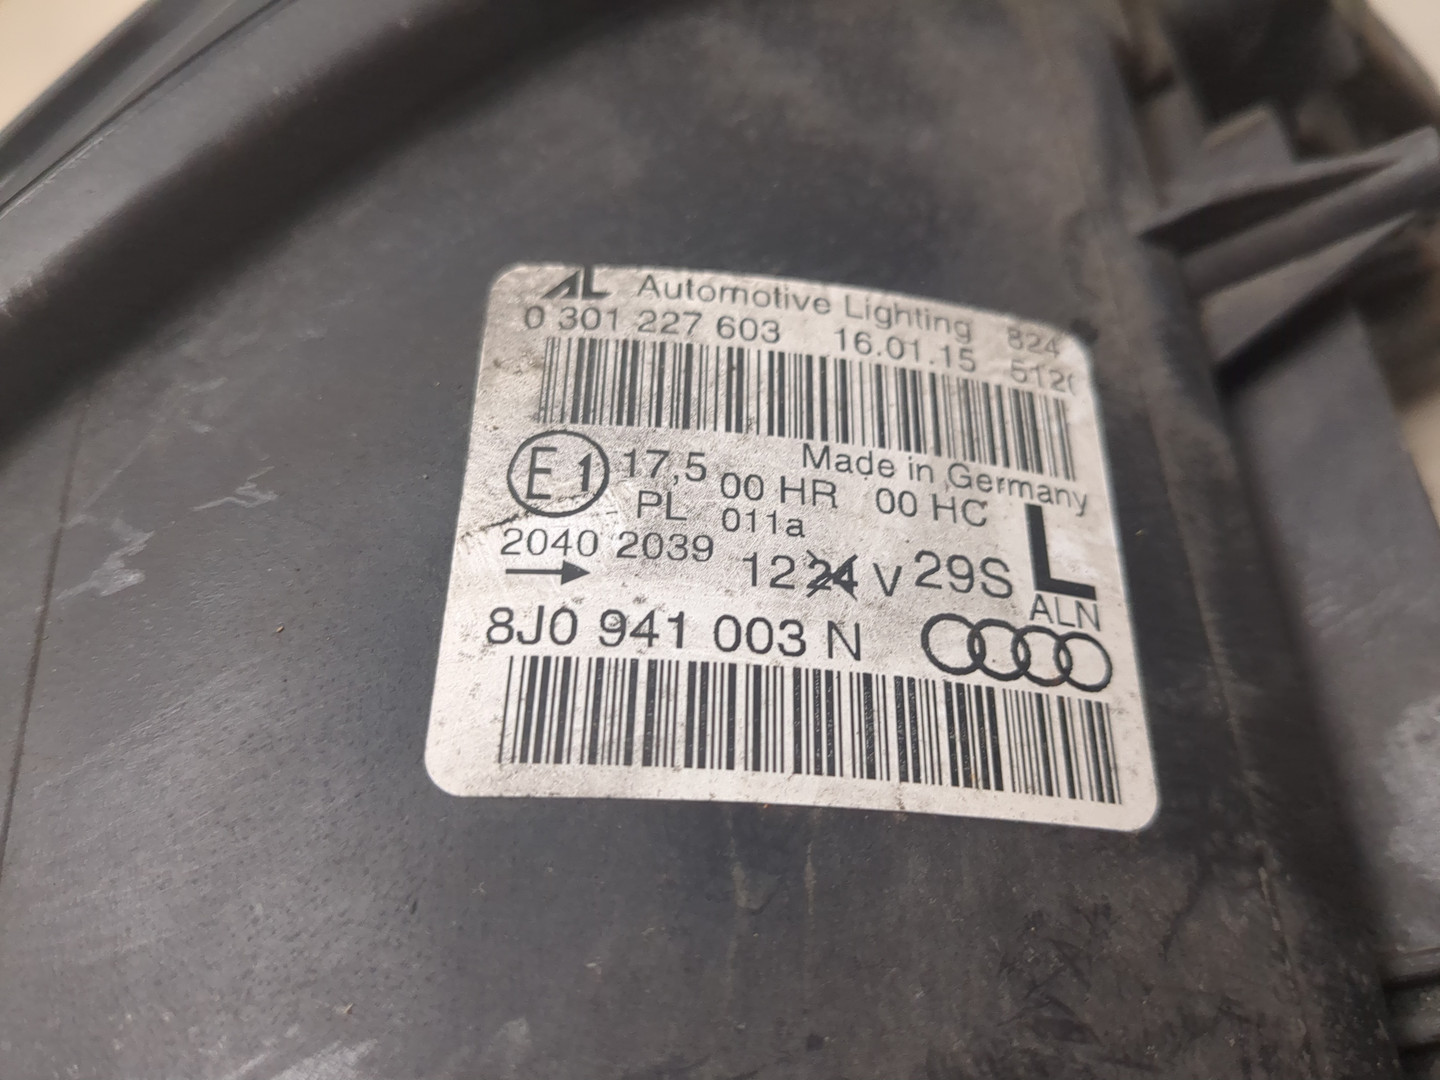 AL Automotive Lighting 824
0 301 227 603 16.01.15 512
Made in Germany
E1 17,5 00 HR 00 HC L
PL 011a
2040 2039 12 24 V 29S ALN
8J0 941 003 N